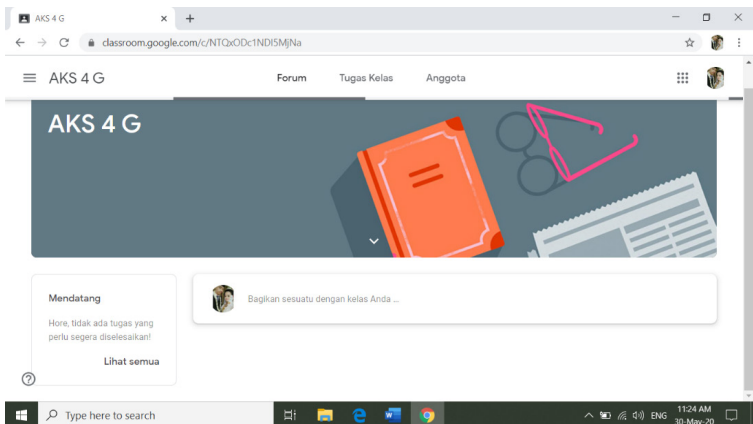 AKS 4 G
classroom.google.com/c/NTQxODc1NDI5MjNa
AKS 4 G
Forum
Tugas Kelas
Anggota
AKS 4 G
Mendatang
Hore, tidak ada tugas yang
perlu segera diselesaikan!
Lihat semua
Bagikan sesuatu dengan kelas Anda ...
Type here to search
ENG
11:24 AM
30-May-20